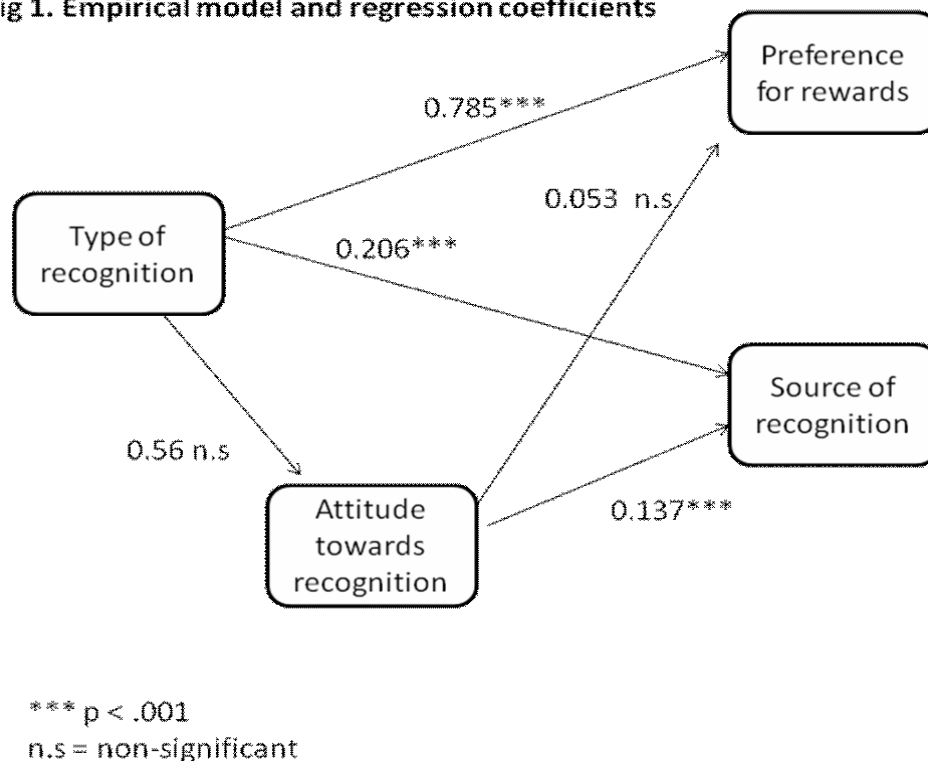 ig 1. Empirical model and regression coefficients
Preference
for rewards
0.785***
0.053 n.s
Type of
recognition
0.206***
Source of
recognition
0.56 n.s
Attitude
towards
recognition
0.137***
*** p < .001
n.s = non-significant